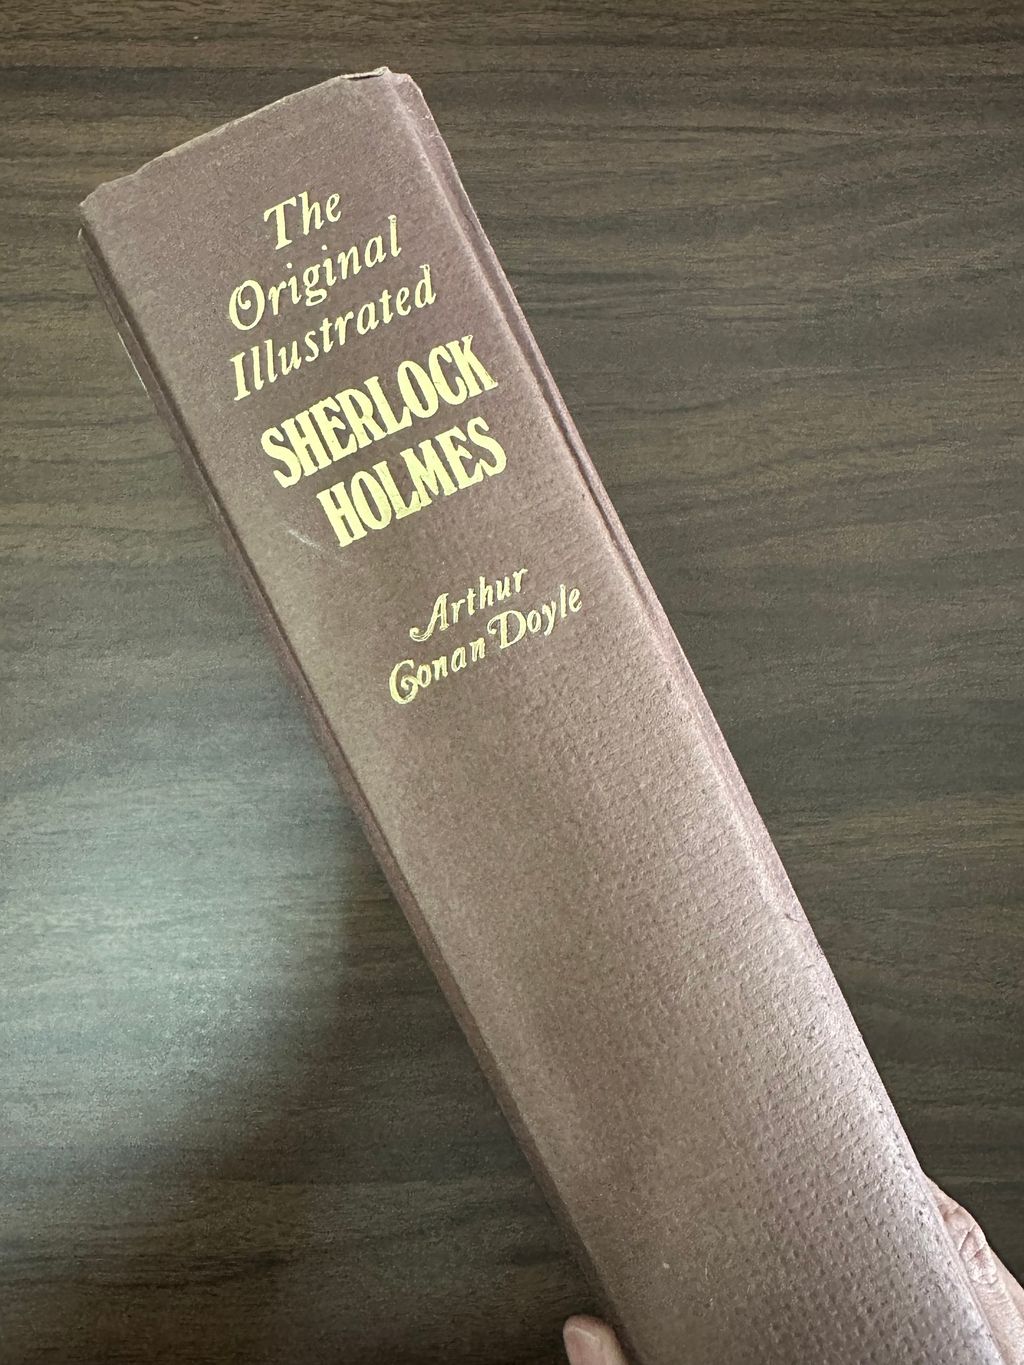 The
Original
Illustrated
SHERLOCK
HOLMES
Arthur
Conan Doyle